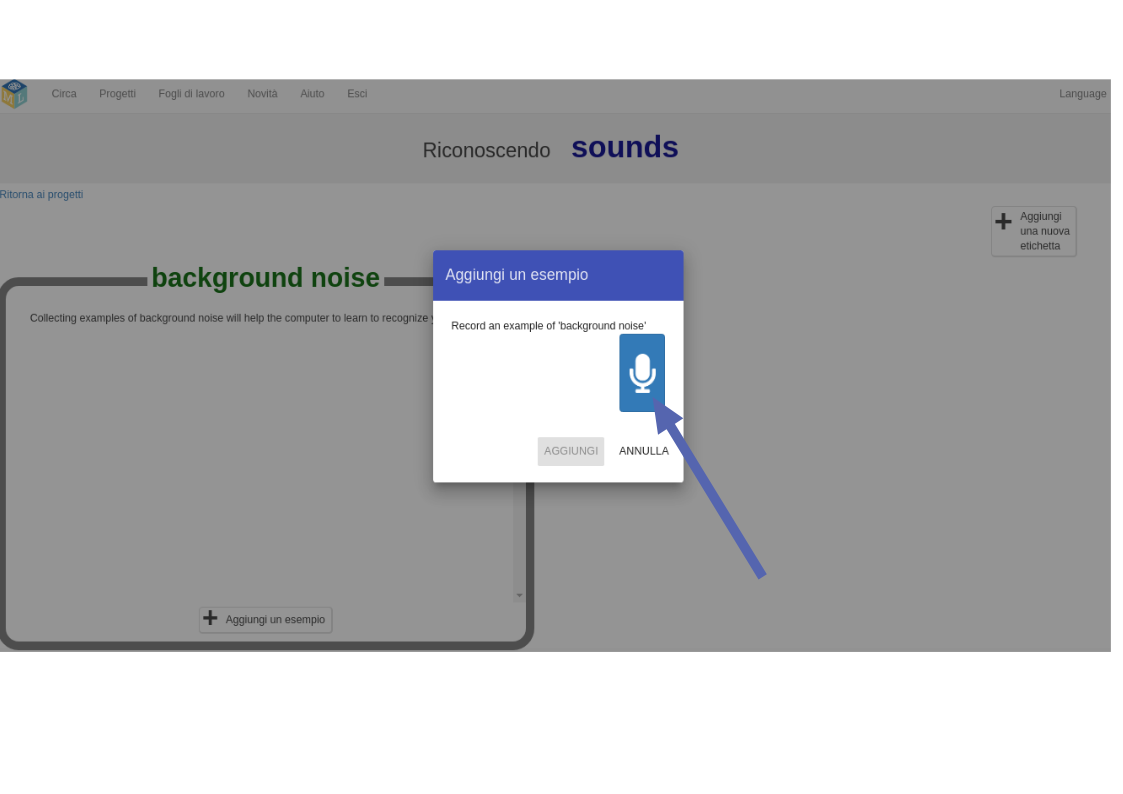 Circa Progetti Fogli di lavoro Novità Aiuto Esci Language
Riconoscendo sounds
Ritorna ai progetti
Aggiungi
una nuova
etichetta
background noise
Collecting examples of background noise will help the computer to learn to recognize
Aggiungi un esempio
Record an example of 'background noise'
AGGIUNGI ANNULLA
Aggiungi un esempio